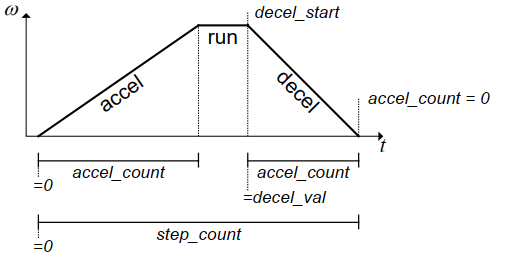 ω
decel_start
run
accel
decel
accel_count = 0
t
accel_count
accel_count
=0
=decel_val
step_count
=0